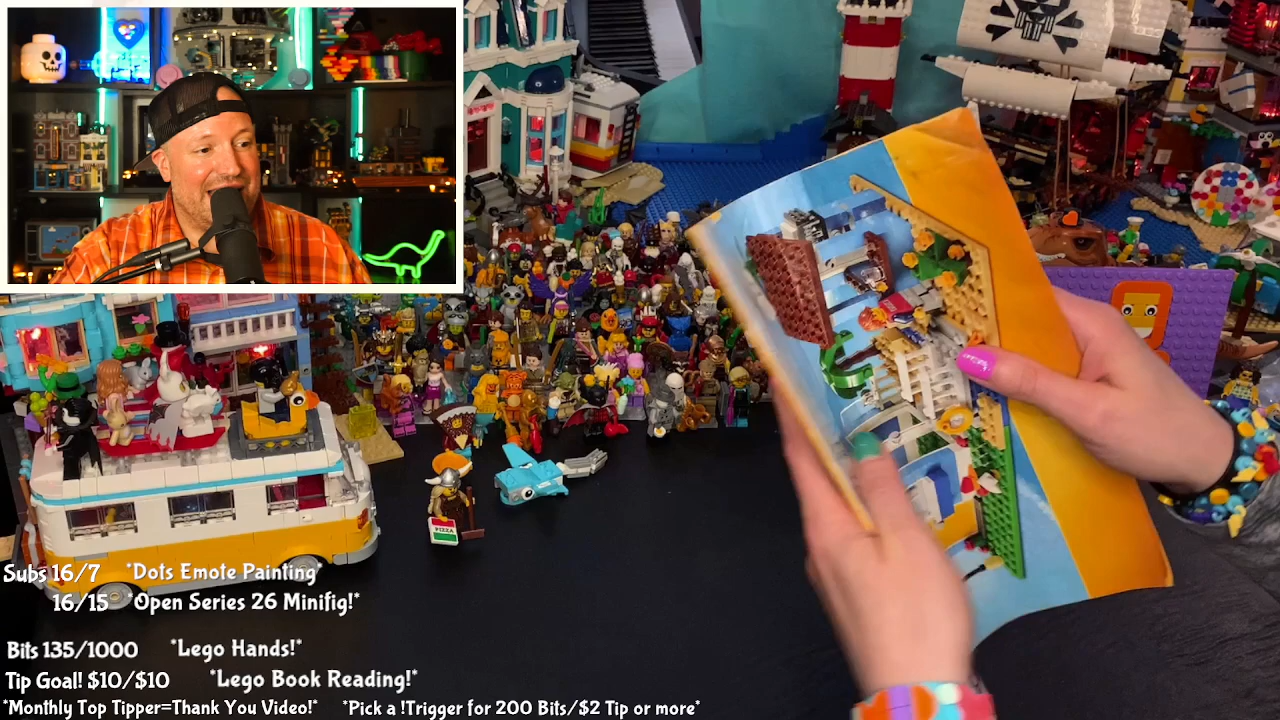 PIZZA
Subs 16/7 *Dots Emote Painting*
16/15 *Open Series 26 Minifig!*
Bits 135/1000 *Lego Hands!*
Tip Goal! $10/$10 *Lego Book Reading!*
*Monthly Top Tipper=Thank You Video!* *Pick a !Trigger for 200 Bits/$2 Tip or more*